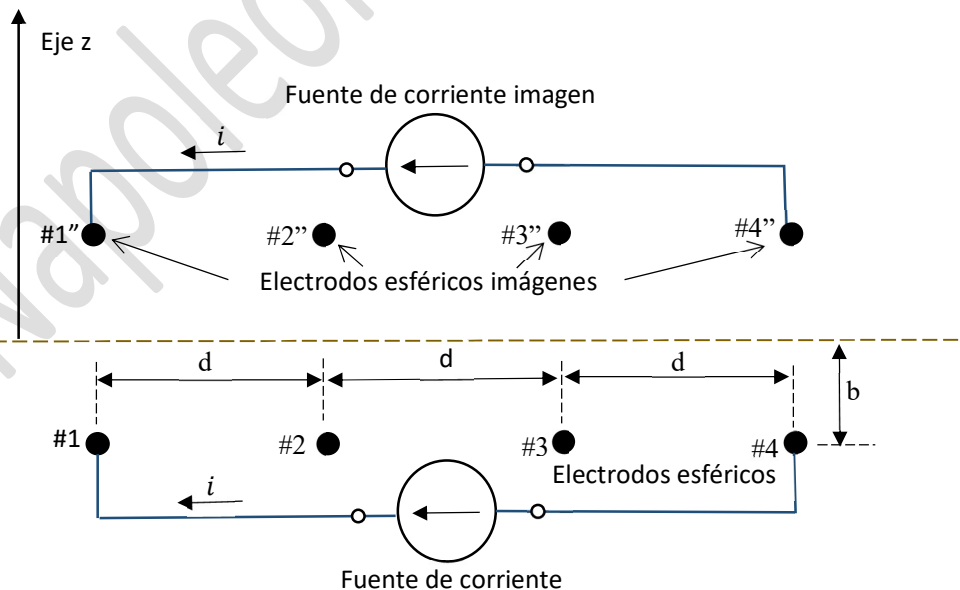 Eje z
Fuente de corriente imagen
i
#1” #2” #3” #4”
Electrodos esféricos imágenes
d d d
b
#1 #2 #3 #4
Electrodos esféricos
i
Fuente de corriente